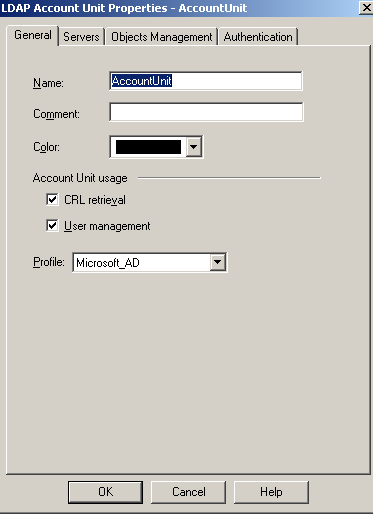 LDAP Account Unit Properties - AccountUnit
General Servers Objects Management Authentication
Name: AccountUnit
Comment:
Color:
Account Unit usage
CRL retrieval
User management
Profile: Microsoft_AD
OK Cancel Help